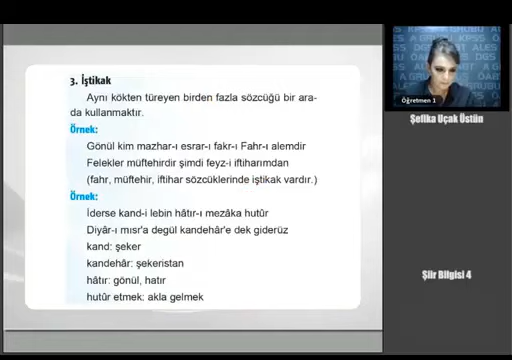 3. İştikak
Aynı kökten türeyen birden fazla sözcüğü bir ara-
da kullanmaktır.
Örnek:
Gönül kim mazhar-ı esrar-ı fakr-ı Fahr-ı alemdir
Felekler müftehirdir şimdi feyz-i iftiharımdan
(fahr, müftehir, iftihar sözcüklerinde iştikak vardır.)
Örnek:
İderse kand-i lebin hâtır-ı mezâka hutûr
Diyâr-ı mısr'a degül kandehâr'e dek gideriz
kand: şeker
kandehâr: şekeristan
hâtır: gönül, hatır
hutûr etmek: akla gelmek
Öğretmen 1
Şefika Uçak Üstün
Şiir Bilgisi 4